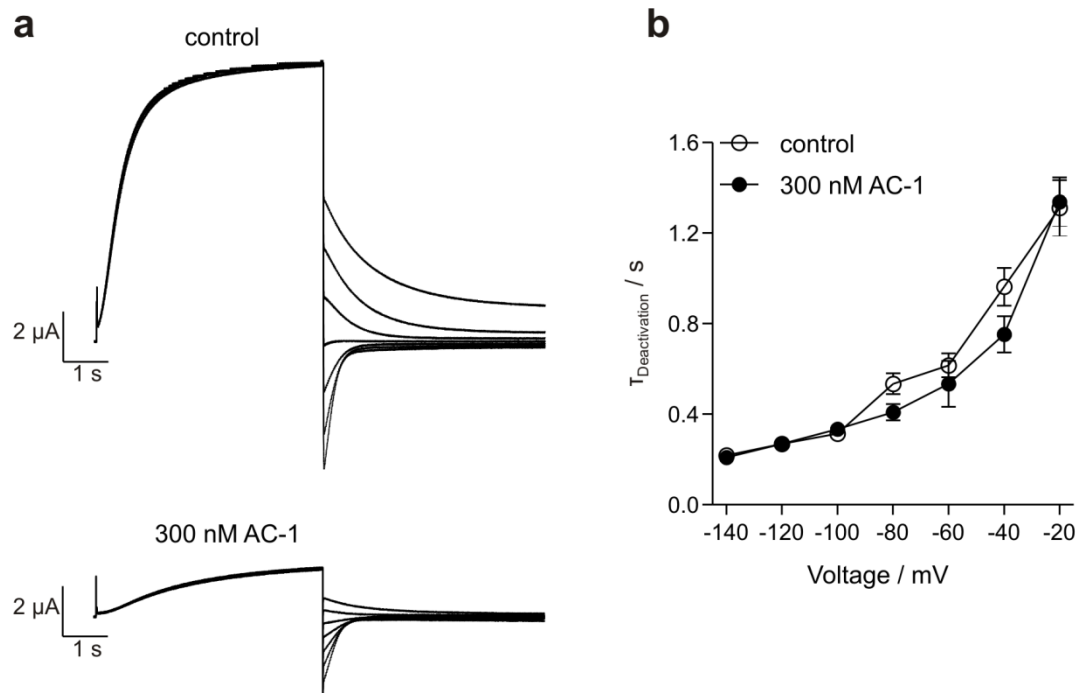 a
control
2 µA
1 s
300 nM AC-1
2 µA
1 s
b
control
300 nM AC-1
1.6
1.2
0.8
0.4
0.0
τDeactivation / s
-140 -120 -100 -80 -60 -40 -20
Voltage / mV